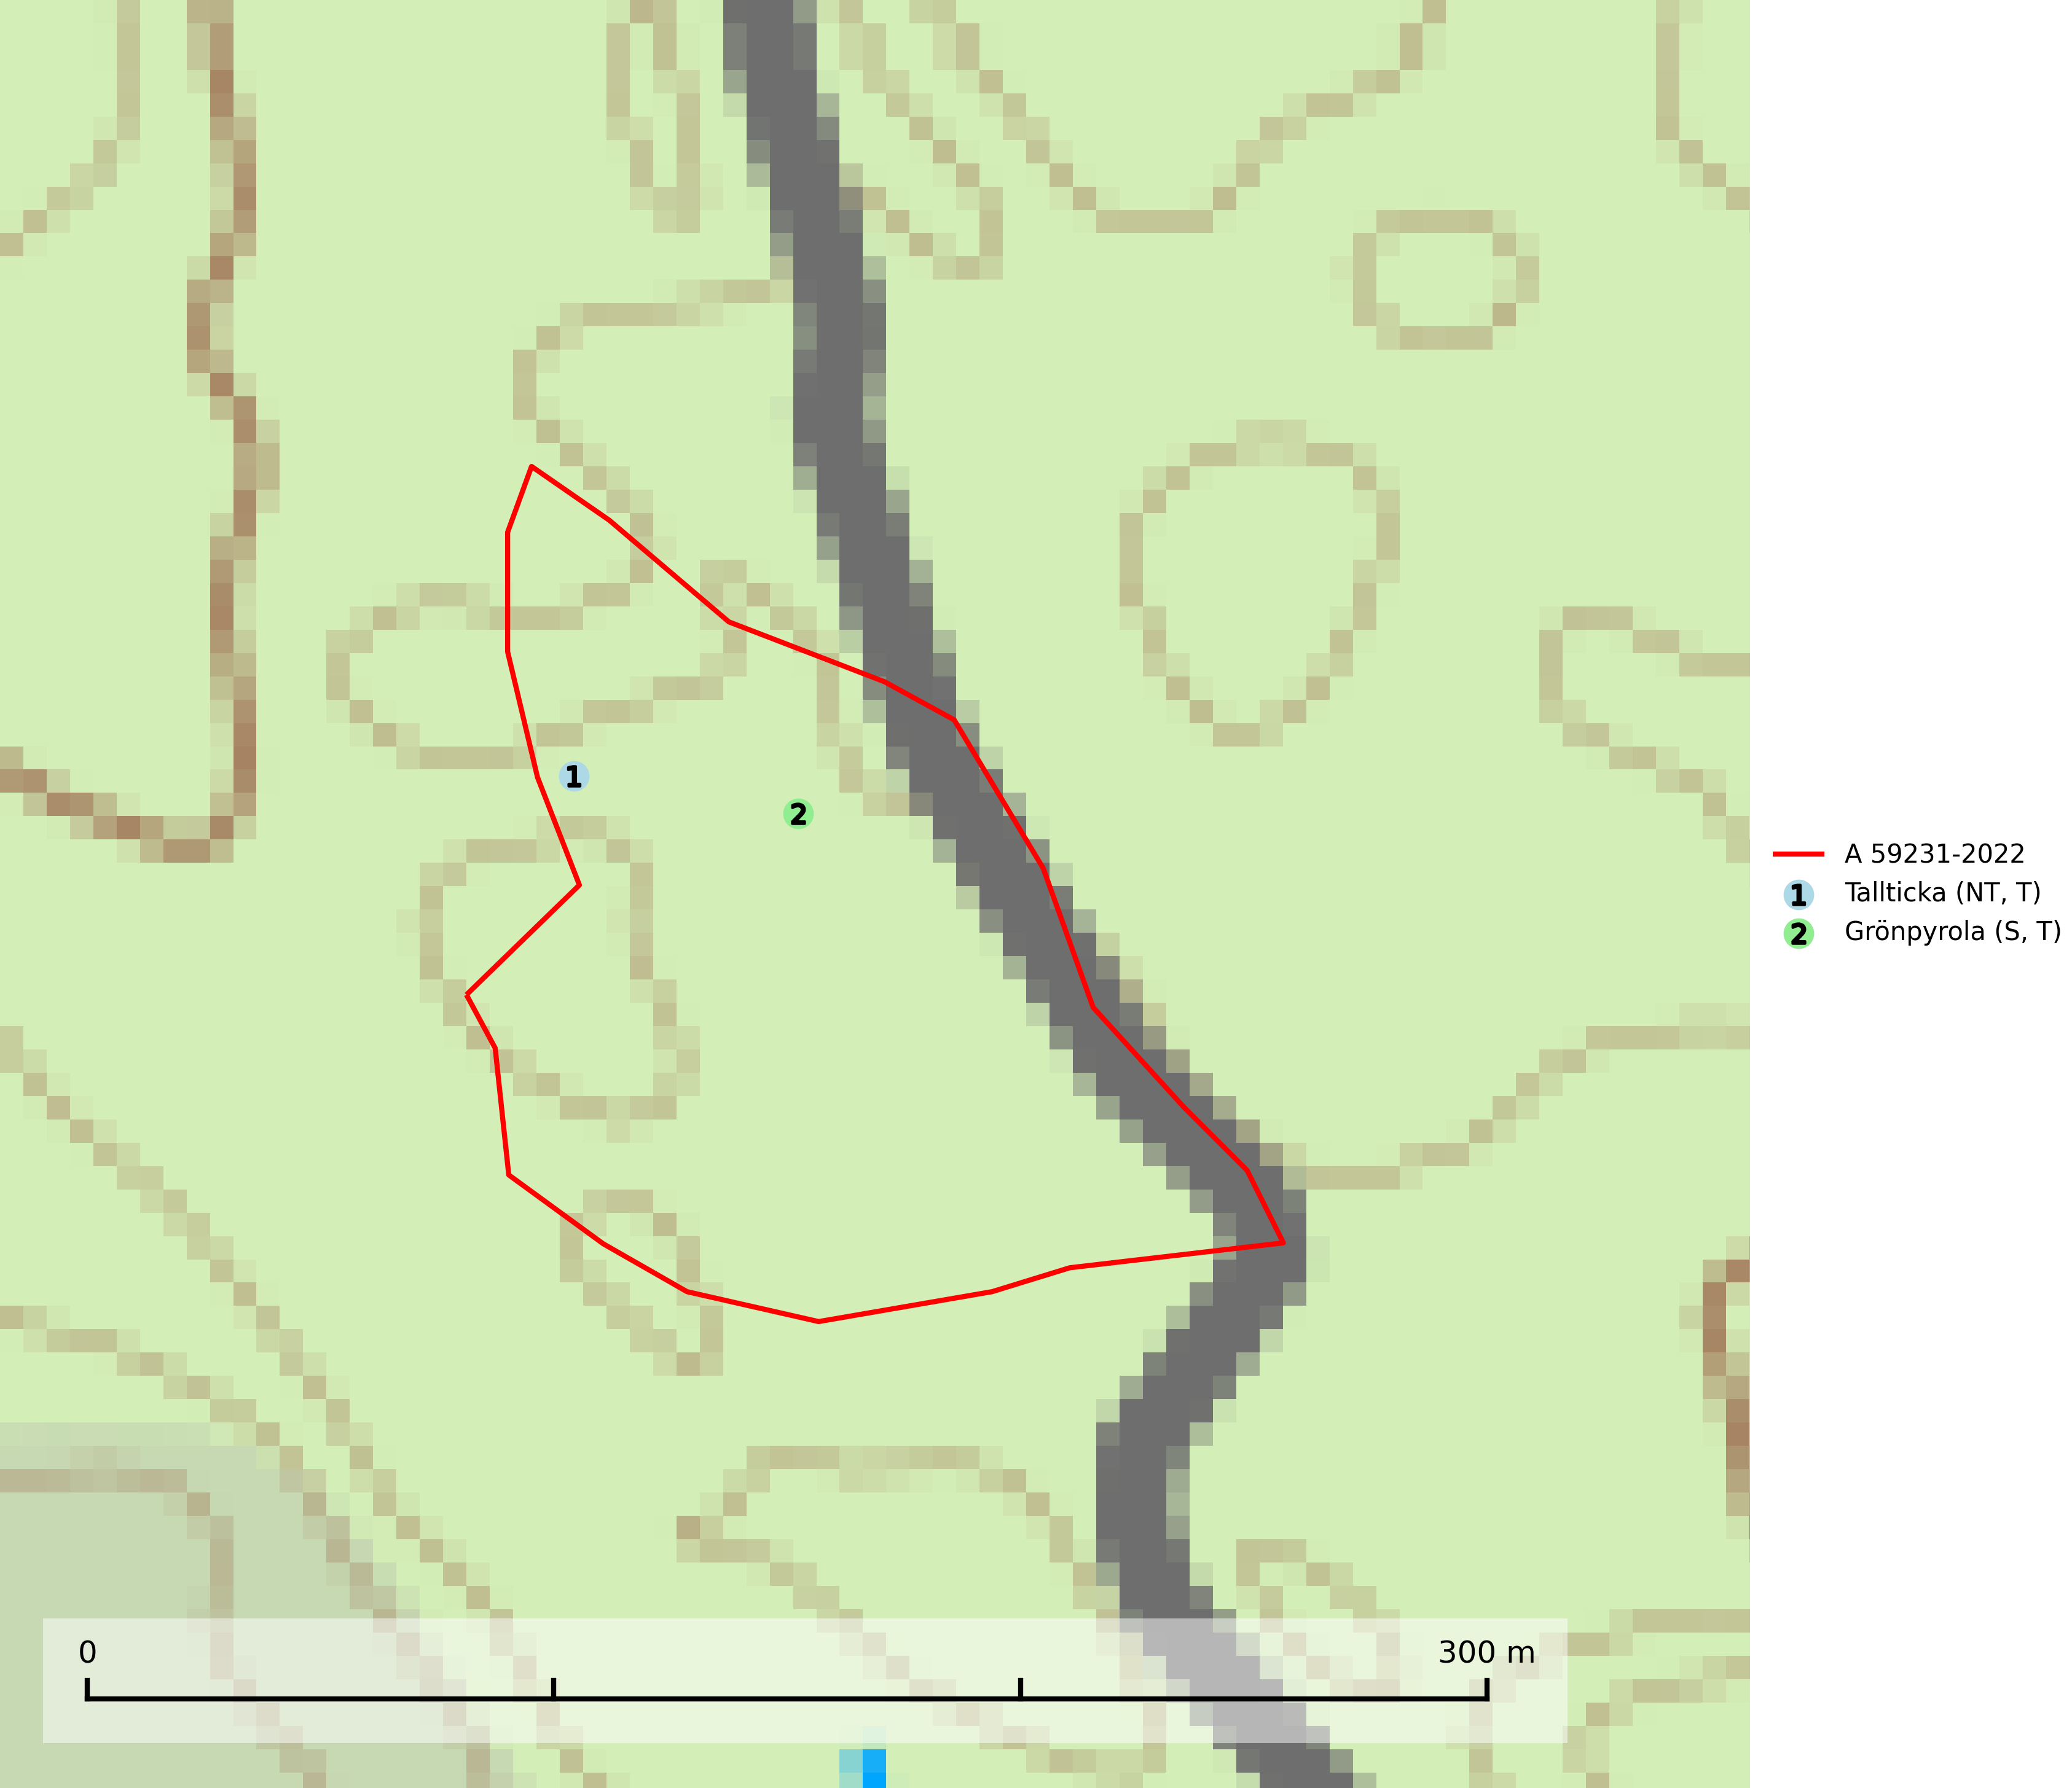 1
2
A 59231-2022
1 Tallticka (NT, T)
2 Grönpyrola (S, T)
0 300 m